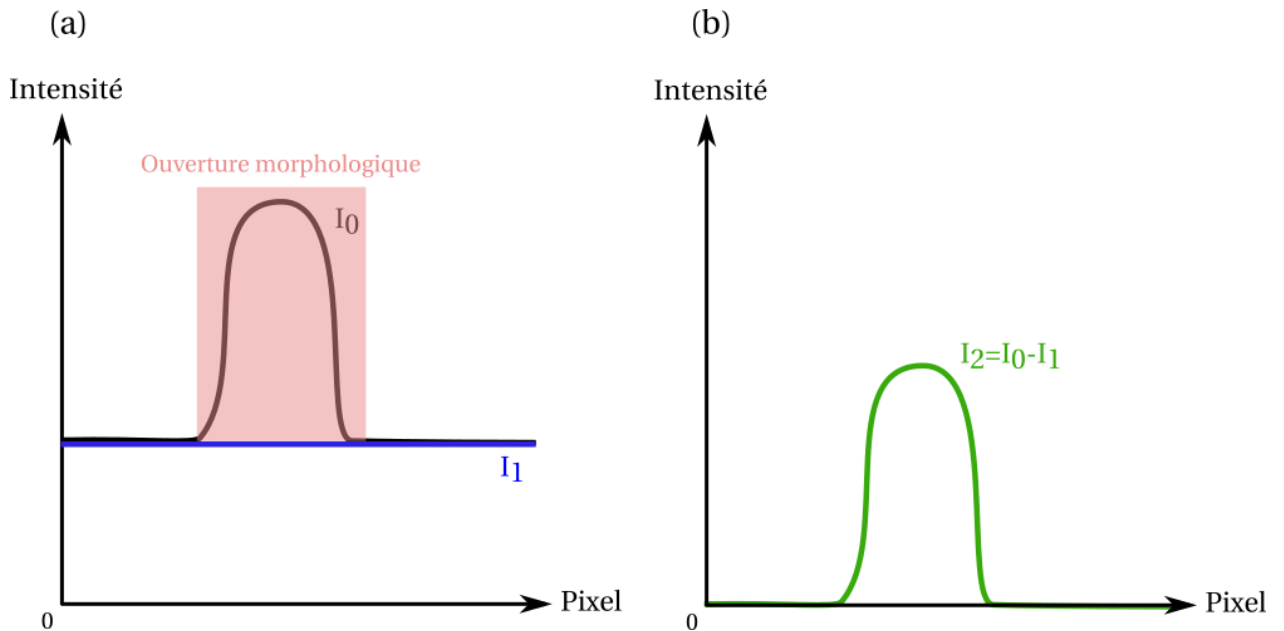 (a)
Intensité
Ouverture morphologique
I0
I1
0
Pixel
(b)
Intensité
I2=I0-I1
0
Pixel